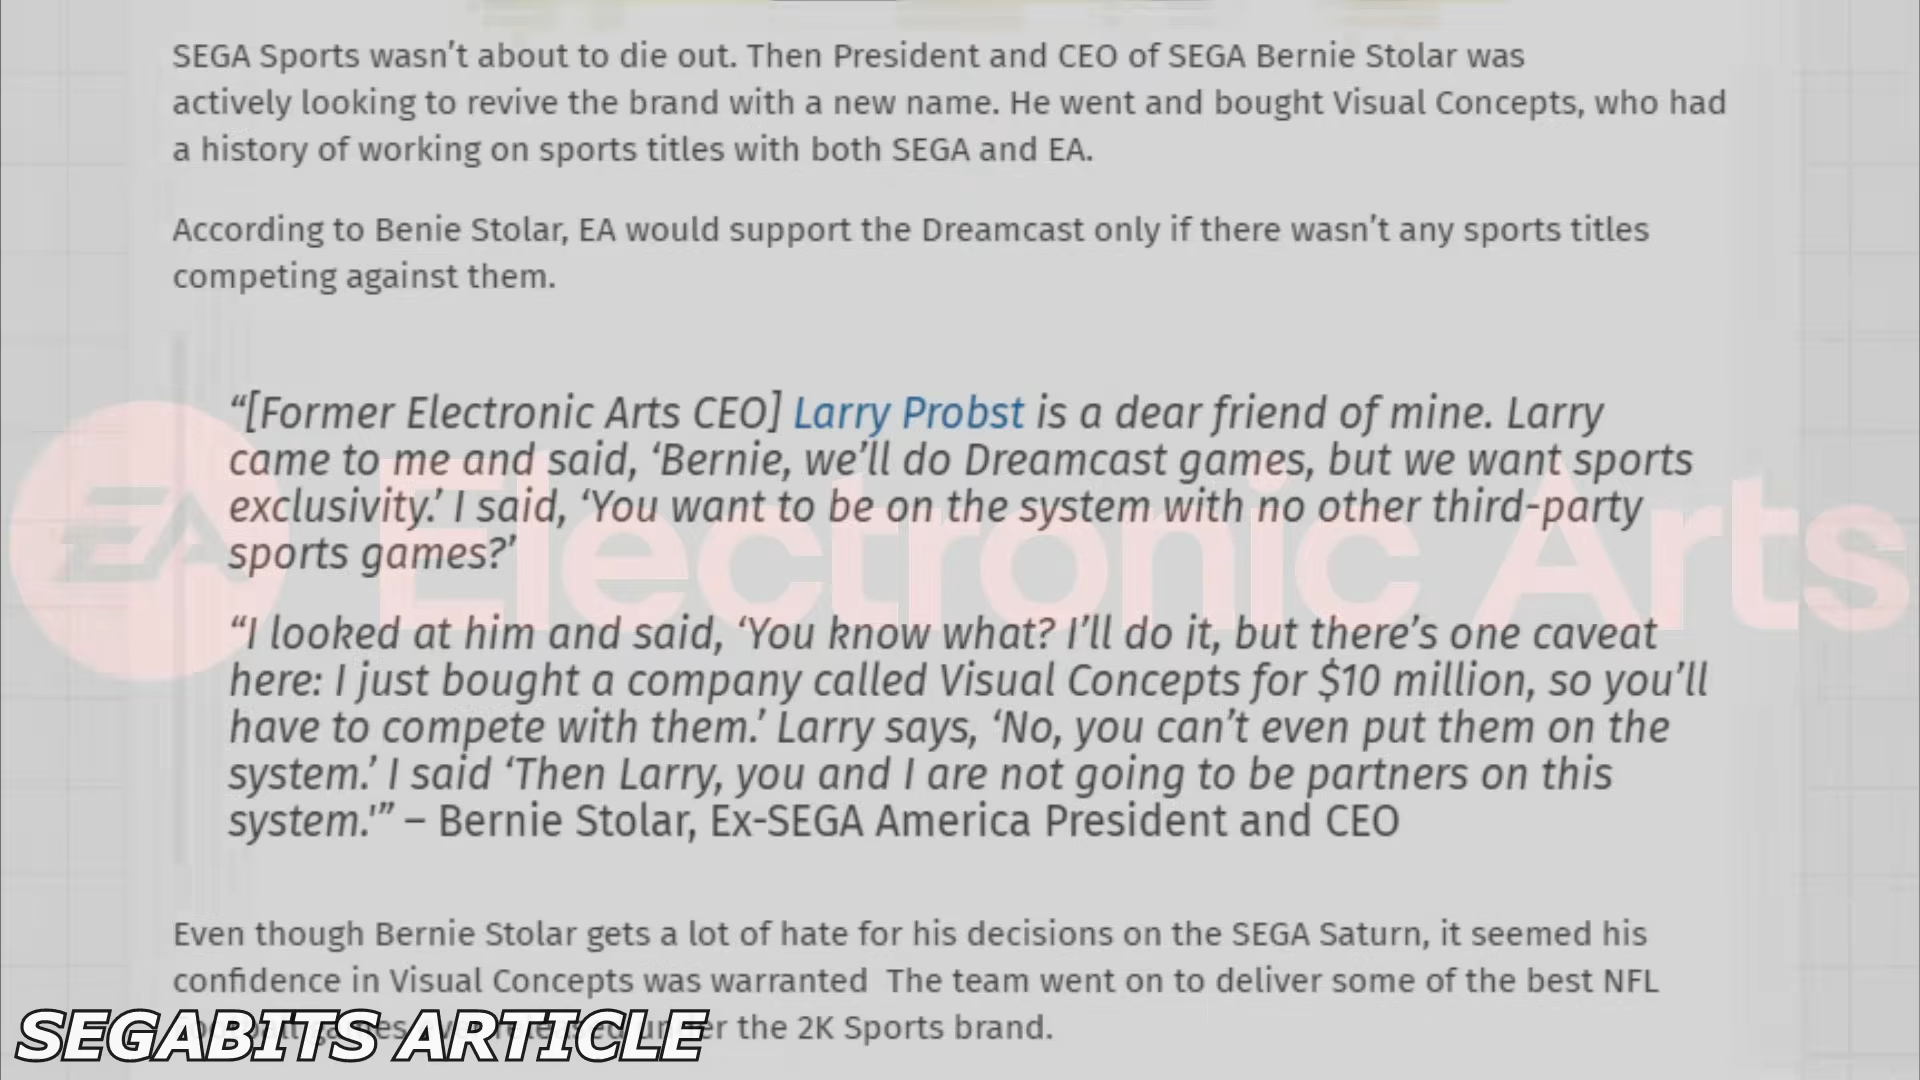 SEGA Sports wasn’t about to die out. Then President and CEO of SEGA Bernie Stolar was
actively looking to revive the brand with a new name. He went and bought Visual Concepts, who had
a history of working on sports titles with both SEGA and EA.
According to Benie Stolar, EA would support the Dreamcast only if there wasn’t any sports titles
competing against them.
“[Former Electronic Arts CEO] Larry Probst is a dear friend of mine. Larry
came to me and said, ‘Bernie, we’ll do Dreamcast games, but we want sports
exclusivity.’ I said, ‘You want to be on the system with no other third-party
sports games?’
EA Electronic Arts
“I looked at him and said, ‘You know what? I’ll do it, but there’s one caveat
here: I just bought a company called Visual Concepts for $10 million, so you’ll
have to compete with them.’ Larry says, ‘No, you can’t even put them on the
system.’ I said ‘Then Larry, you and I are not going to be partners on this
system.'” – Bernie Stolar, Ex-SEGA America President and CEO
Even though Bernie Stolar gets a lot of hate for his decisions on the SEGA Saturn, it seemed his
confidence in Visual Concepts was warranted  The team went on to deliver some of the best NFL
the 2K Sports brand.
SEGABITS ARTICLE